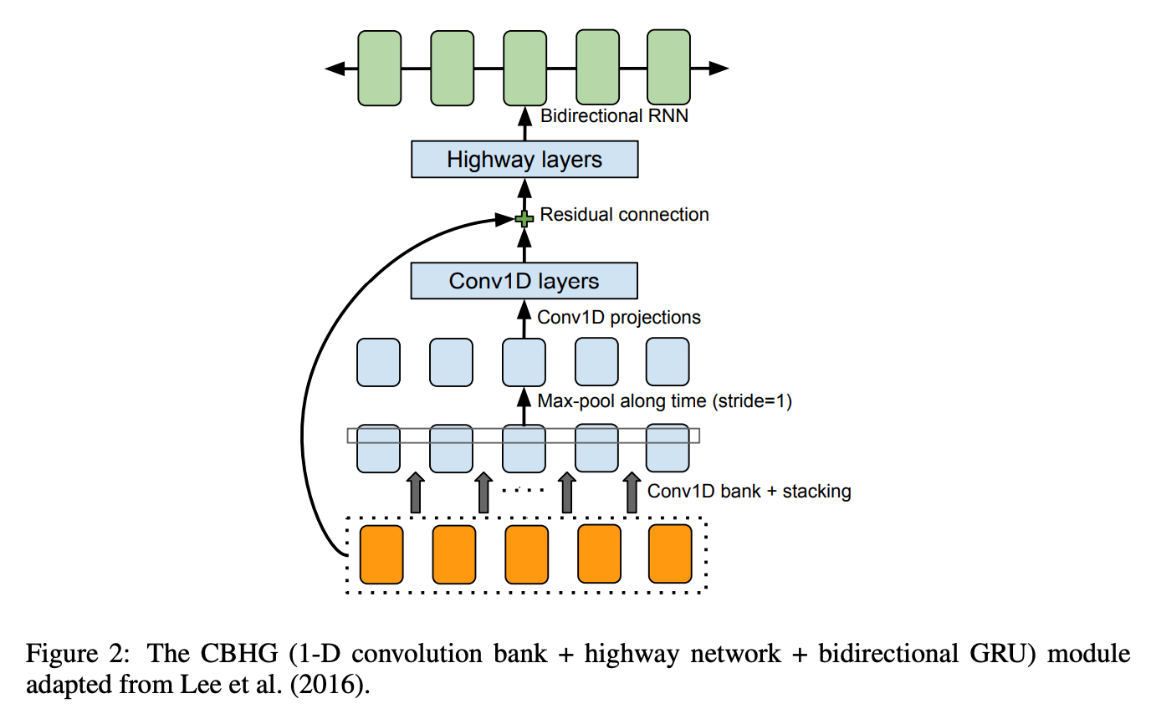 Bidirectional RNN
Highway layers
Residual connection
Conv1D layers
Conv1D projections
Max-pool along time (stride=1)
Conv1D bank + stacking
Figure 2: The CBHG (1-D convolution bank + highway network + bidirectional GRU) module
adapted from Lee et al. (2016).